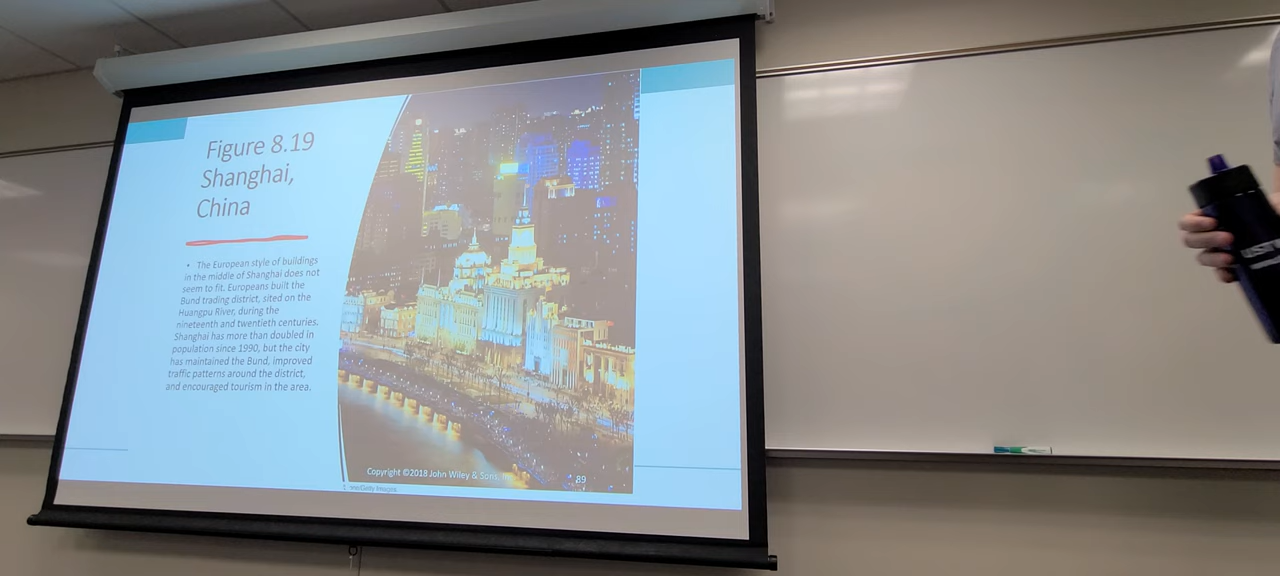 Figure 8.19
Shanghai,
China
• The European style of buildings
in the middle of Shanghai does not
seem to fit. Europeans built the
Bund trading district, sited on the
Huangpu River, during the
nineteenth and twentieth centuries.
Shanghai has more than doubled in
population since 1990, but the city
has maintained the Bund, improved
traffic patterns around the district,
and encouraged tourism in the area.
Copyright ©2018 John Wiley & Sons,
89
Images